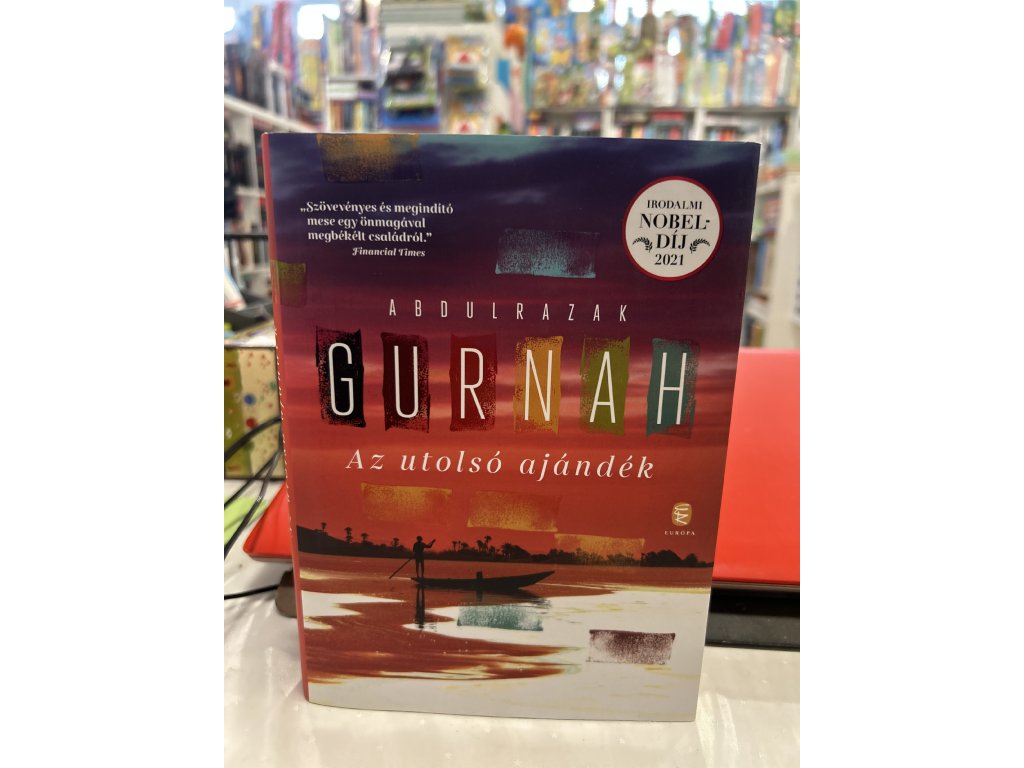 „Szövevényes és megindító
mese egy önmagával
megbékélt családról.”
Financial Times
IRODALMI
NOBEL-
DÍJ
2021
ABDULRAZAK
GURNAH
Az utolsó ajándék
EURÓPA